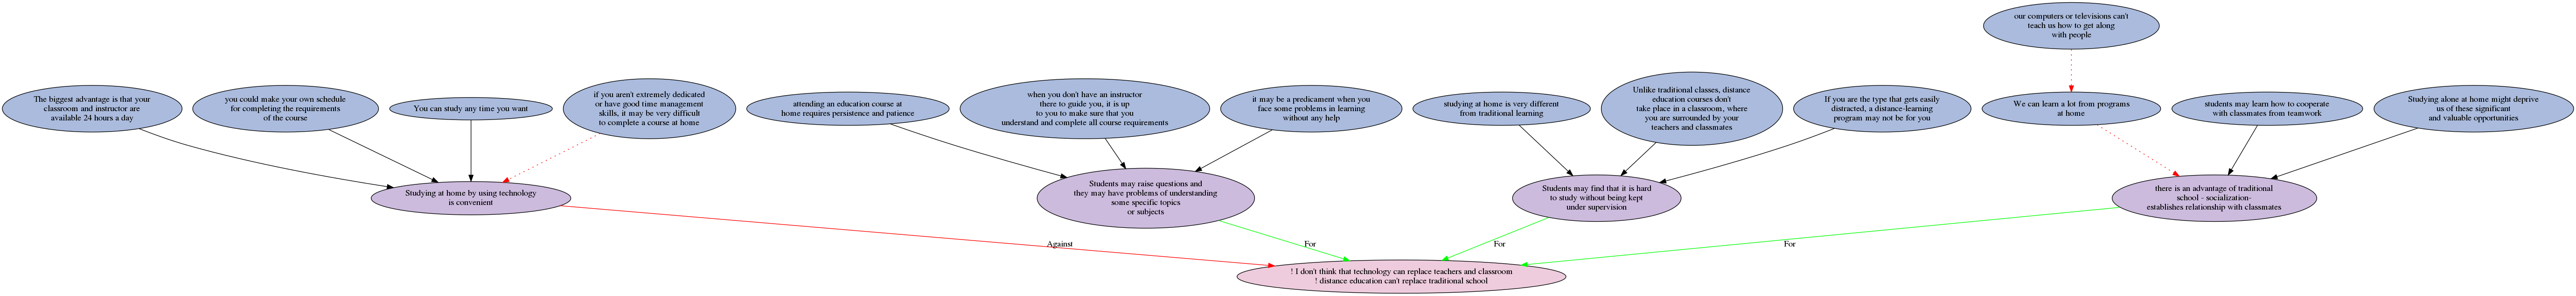 our computers or televisions can't
teach us how to get along
with people
The biggest advantage is that your
classroom and instructor are
available 24 hours a day
you could make your own schedule
for completing the requirements
of the course
You can study any time you want
if you aren't extremely dedicated
or have good time management
skills, it may be very difficult
to complete a course at home
attending an education course at
home requires persistence and patience
when you don't have an instructor
there to guide you, it is up
to you to make sure that you
understand and complete all course requirements
it may be a predicament when you
face some problems in learning
without any help
studying at home is very different
from traditional learning
Unlike traditional classes, distance
education courses don't
take place in a classroom, where
you are surrounded by your
teachers and classmates
If you are the type that gets easily
distracted, a distance-learning
program may not be for you
We can learn a lot from programs
at home
students may learn how to cooperate
with classmates from teamwork
Studying alone at home might deprive
us of these significant
and valuable opportunities
Studying at home by using technology
is convenient
Students may raise questions and
they may have problems of understanding
some specific topics
or subjects
Students may find that it is hard
to study without being kept
under supervision
there is an advantage of traditional
school - socialization-
establishes relationship with classmates
Against
For
For
For
! I don't think that technology can replace teachers and classroom
! distance education can't replace traditional school